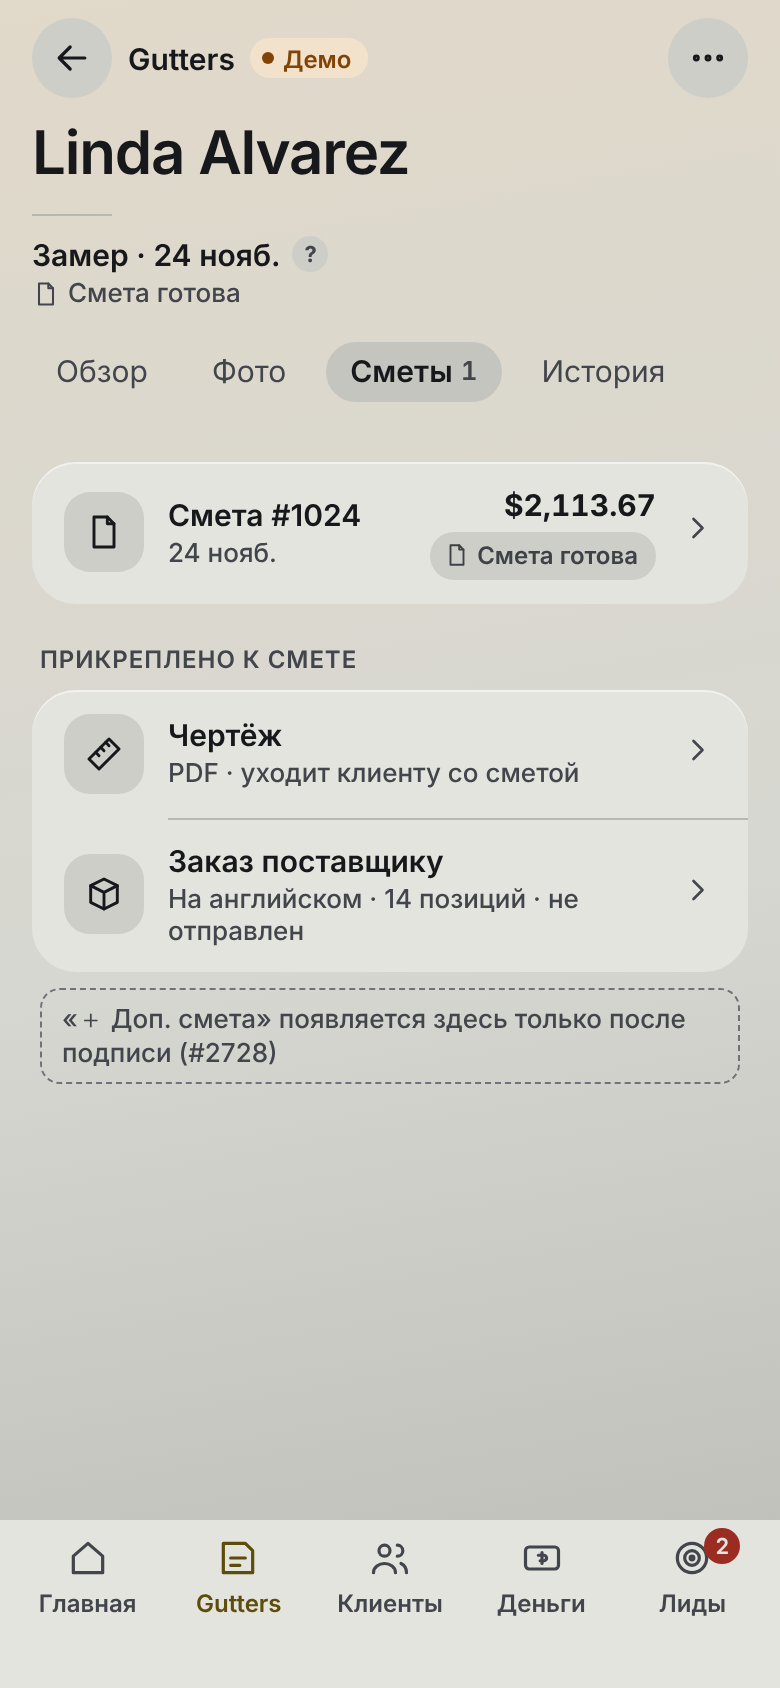 Gutters
Демо
Linda Alvarez
Замер · 24 нояб. ?
Смета готова
Обзор Фото Сметы 1 История
Смета #1024
24 нояб.
$2,113.67
Смета готова
ПРИКРЕПЛЕНО К СМЕТЕ
Чертёж
PDF · уходит клиенту со сметой
Заказ поставщику
На английском · 14 позиций · не
отправлен
«+ Доп. смета» появляется здесь только после
подписи (#2728)
2
Главная Gutters Клиенты Деньги Лиды